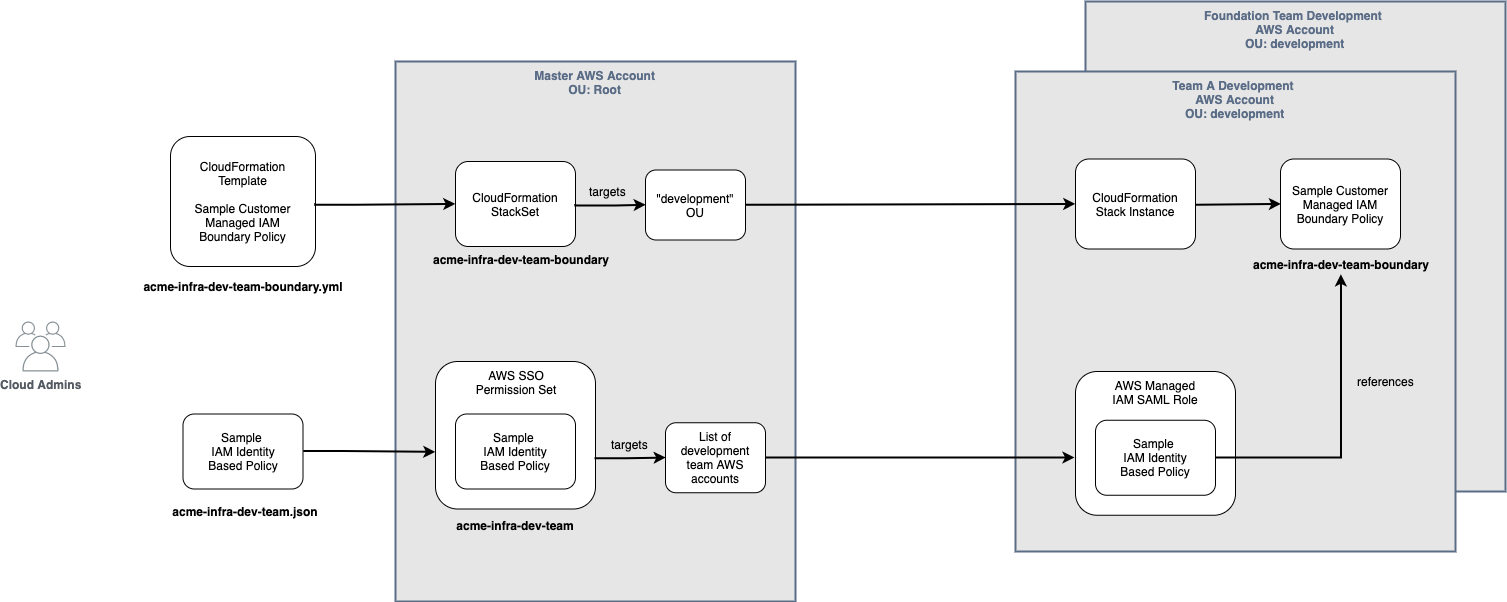 Foundation Team Development
AWS Account
OU: development
Master AWS Account
OU: Root
Team A Development
AWS Account
OU: development
CloudFormation
Template
Sample Customer
Managed IAM
Boundary Policy
acme-infra-dev-team-boundary.yml
CloudFormation
StackSet
acme-infra-dev-team-boundary
targets
"development"
OU
CloudFormation
Stack Instance
Sample Customer
Managed IAM
Boundary Policy
acme-infra-dev-team-boundary
Cloud Admins
references
Sample
IAM Identity
Based Policy
acme-infra-dev-team.json
AWS SSO
Permission Set
Sample
IAM Identity
Based Policy
acme-infra-dev-team
targets
List of
development
team AWS
accounts
AWS Managed
IAM SAML Role
Sample
IAM Identity
Based Policy